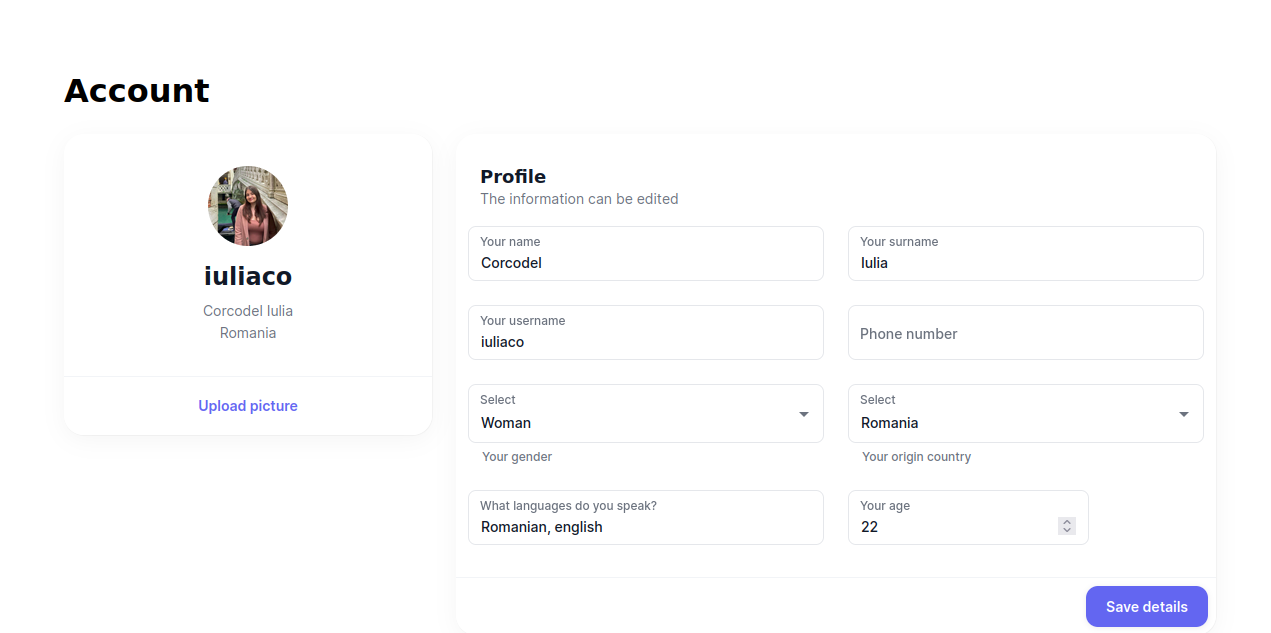 Account
iuliaco
Corcodel Iulia
Romania
Upload picture
Profile
The information can be edited
Your name
Corcodel
Your surname
Iulia
Your username
iuliaco
Phone number
Select
Woman
Your gender
Select
Romania
Your origin country
What languages do you speak?
Romanian, english
Your age
22
Save details